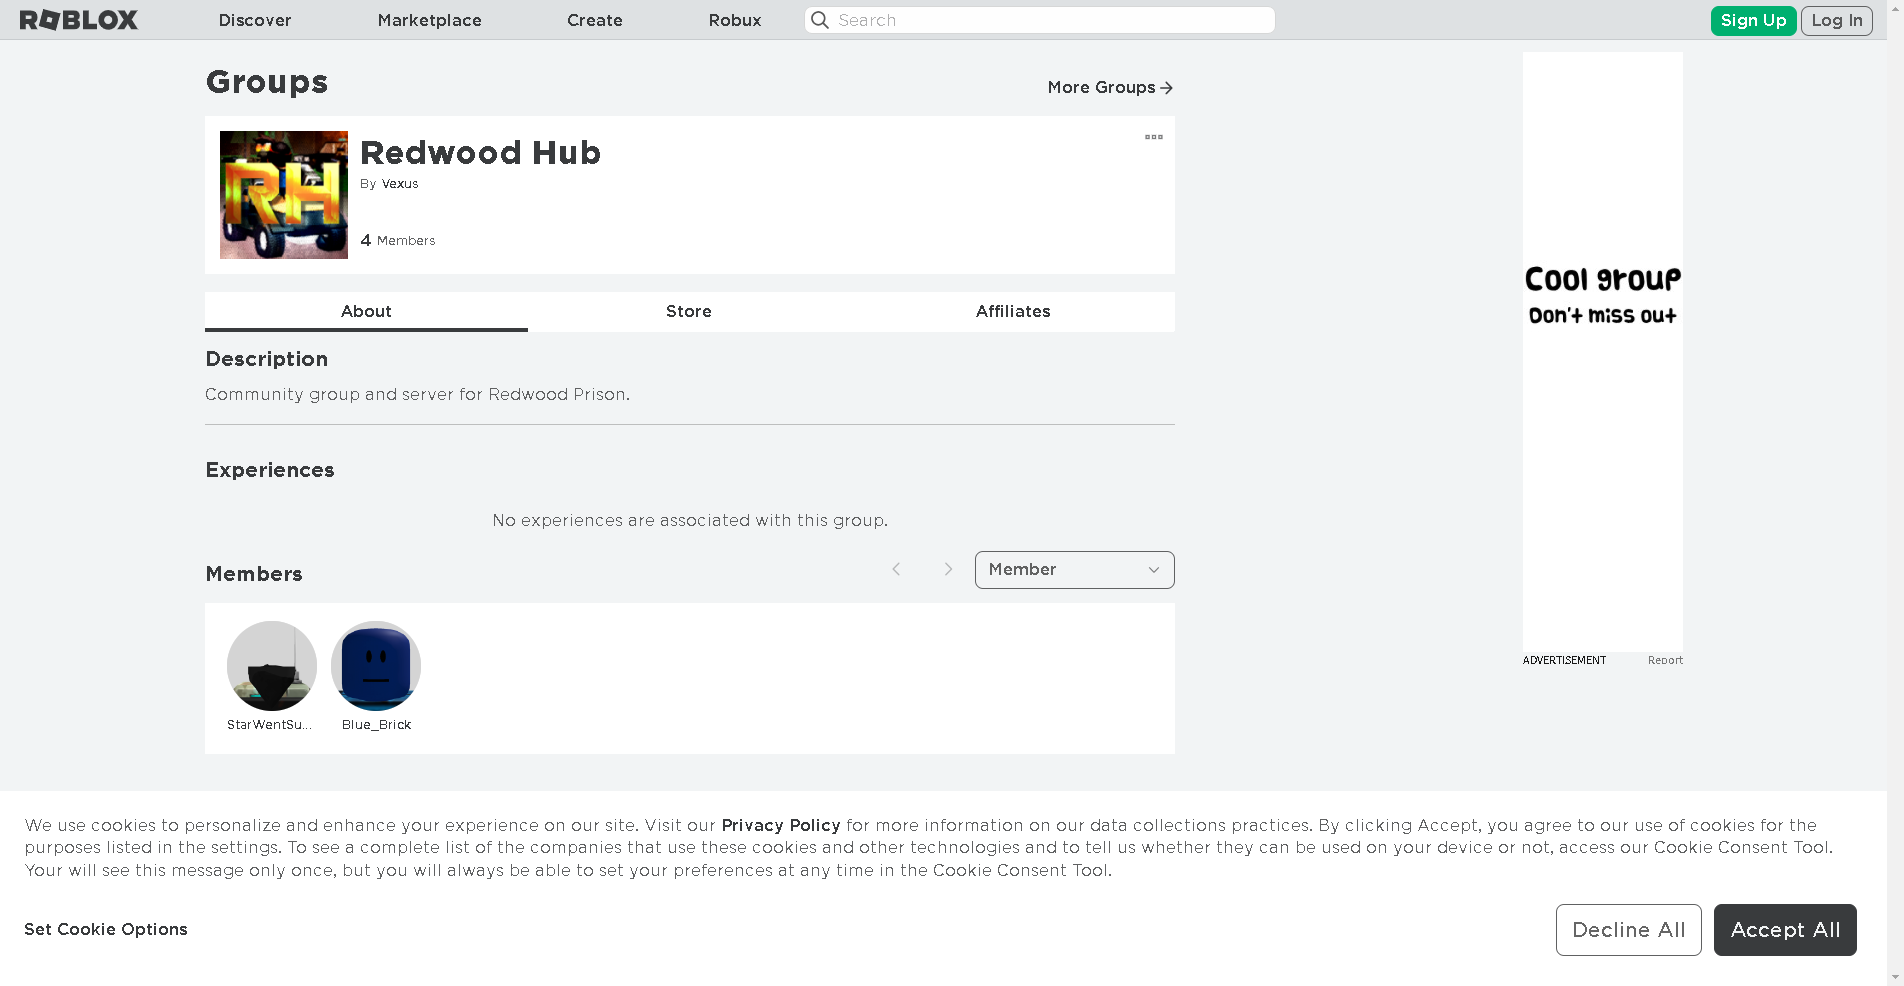 ROBLOX Discover Marketplace Create Robux Search Sign Up Log In
Groups
More Groups
RH
Redwood Hub
By Vexus
4 Members
About Store Affiliates
Description
Community group and server for Redwood Prison.
Experiences
No experiences are associated with this group.
Members
Member
StarWentSu...
Blue_Brick
Cool group
Don't miss out
ADVERTISEMENT Report
We use cookies to personalize and enhance your experience on our site. Visit our Privacy Policy for more information on our data collections practices. By clicking Accept, you agree to our use of cookies for the
purposes listed in the settings. To see a complete list of the companies that use these cookies and other technologies and to tell us whether they can be used on your device or not, access our Cookie Consent Tool.
Your will see this message only once, but you will always be able to set your preferences at any time in the Cookie Consent Tool.
Set Cookie Options
Decline All
Accept All